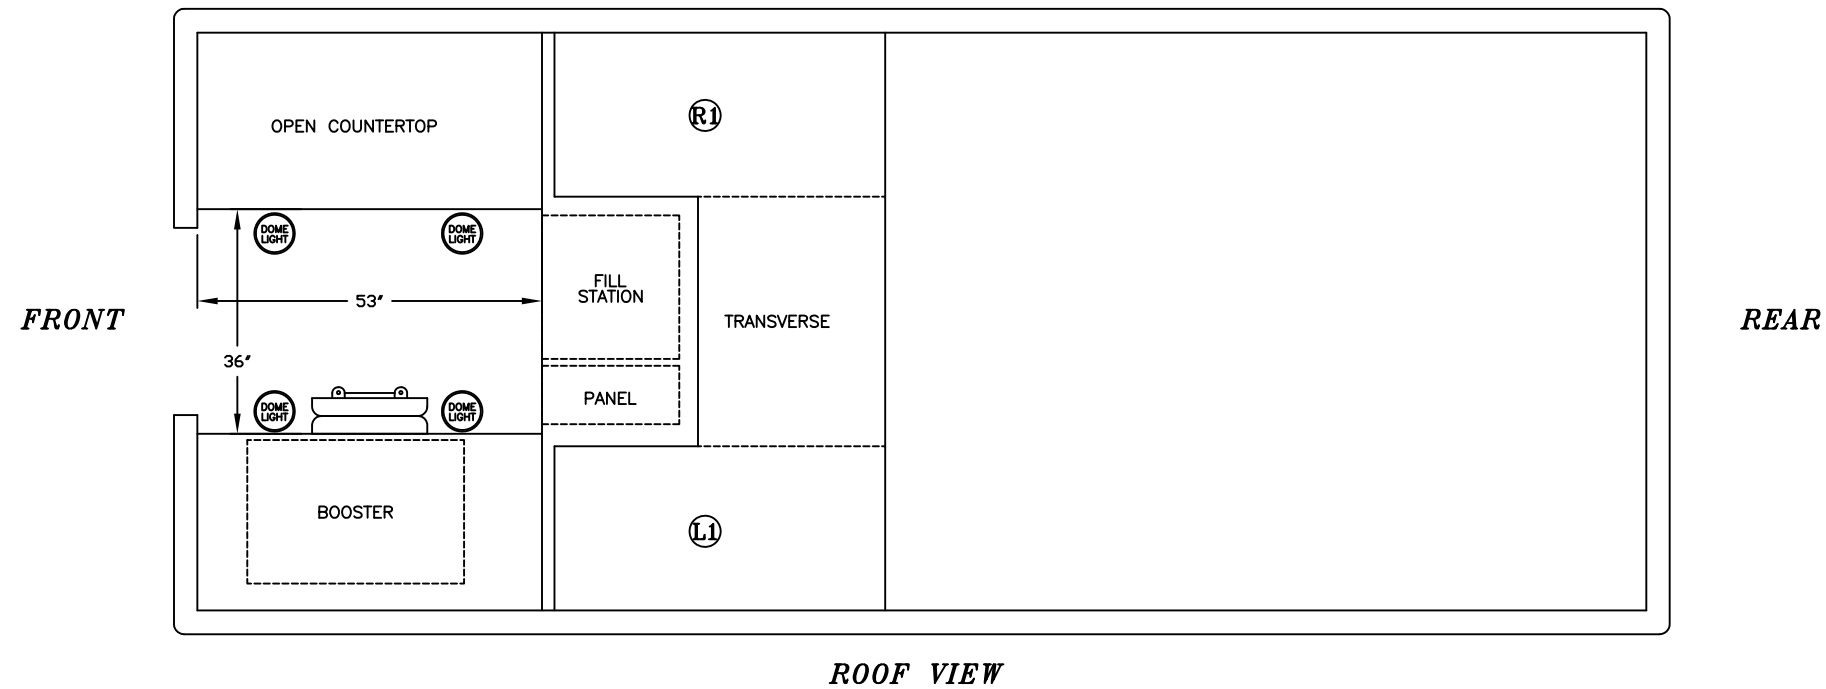 OPEN COUNTERTOP
R1
DOME
LIGHT
DOME
LIGHT
FILL
STATION
53"
FRONT
TRANSVERSE
REAR
36"
PANEL
DOME
LIGHT
DOME
LIGHT
BOOSTER
L1
ROOF VIEW